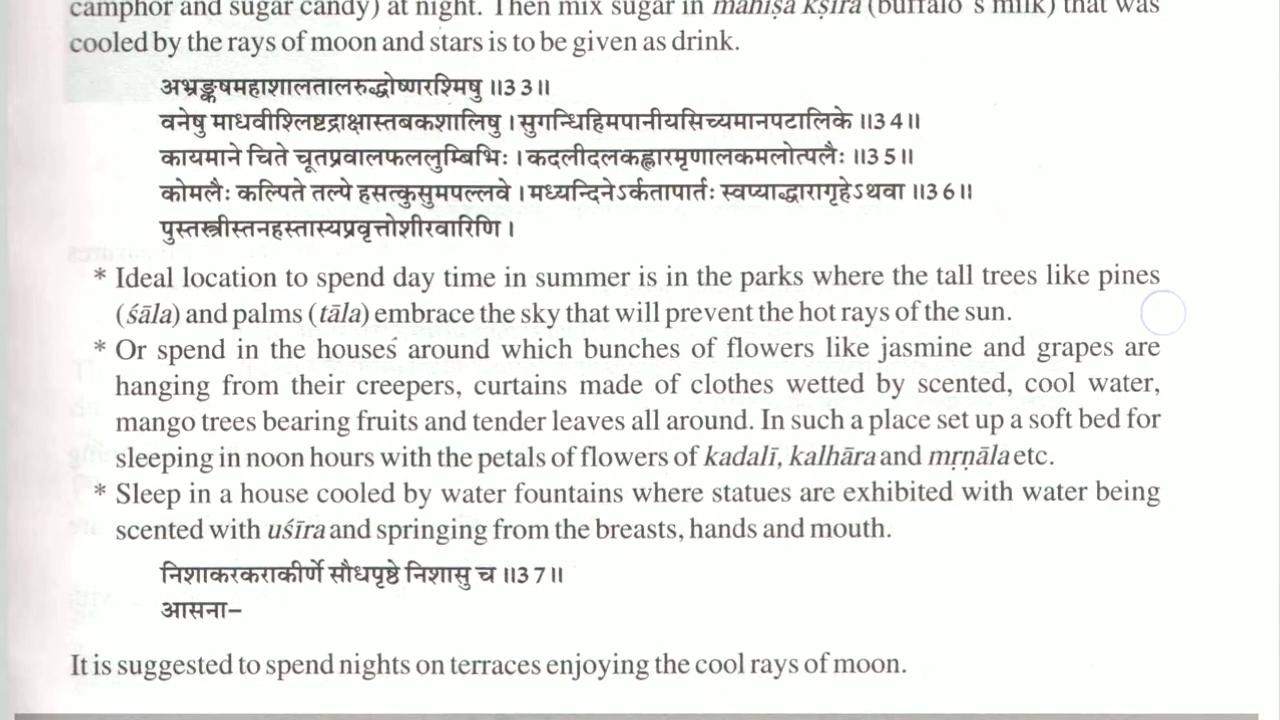 camphor and sugar candy) at night. Then mix sugar in mahiṣa kṣīra (buffalo's milk) that was
cooled by the rays of moon and stars is to be given as drink.
अभ्रङ्कषमहाशालतालरुद्धोष्णरश्मिषु ॥33॥
वनेषु माधवीश्लिष्टद्राक्षास्तबकशालिषु । सुगन्धिहिमपानीयसिच्यमानपटालिके ॥34॥
कायमाने चिते चूतप्रवालफललुम्बिभिः । कदलीदलकह्लारमृणालकमलोत्पलैः ॥35॥
कोमलैः कल्पिते तल्पे हसत्कुसुमपल्लवे । मध्यन्दिनेऽर्कतापार्तः स्वप्याद्धारागृहेऽथवा ॥36॥
पुस्तस्त्रीस्तनहस्तास्यप्रवृत्तोशीरवारिणि ।
* Ideal location to spend day time in summer is in the parks where the tall trees like pines
(śāla) and palms (tāla) embrace the sky that will prevent the hot rays of the sun.
* Or spend in the houses around which bunches of flowers like jasmine and grapes are
hanging from their creepers, curtains made of clothes wetted by scented, cool water,
mango trees bearing fruits and tender leaves all around. In such a place set up a soft bed for
sleeping in noon hours with the petals of flowers of kadalī, kalhāra and mṛṇāla etc.
* Sleep in a house cooled by water fountains where statues are exhibited with water being
scented with uśīra and springing from the breasts, hands and mouth.
निशाकरकराकीर्णे सौधपृष्ठे निशासु च ॥37॥
आसना–
It is suggested to spend nights on terraces enjoying the cool rays of moon.